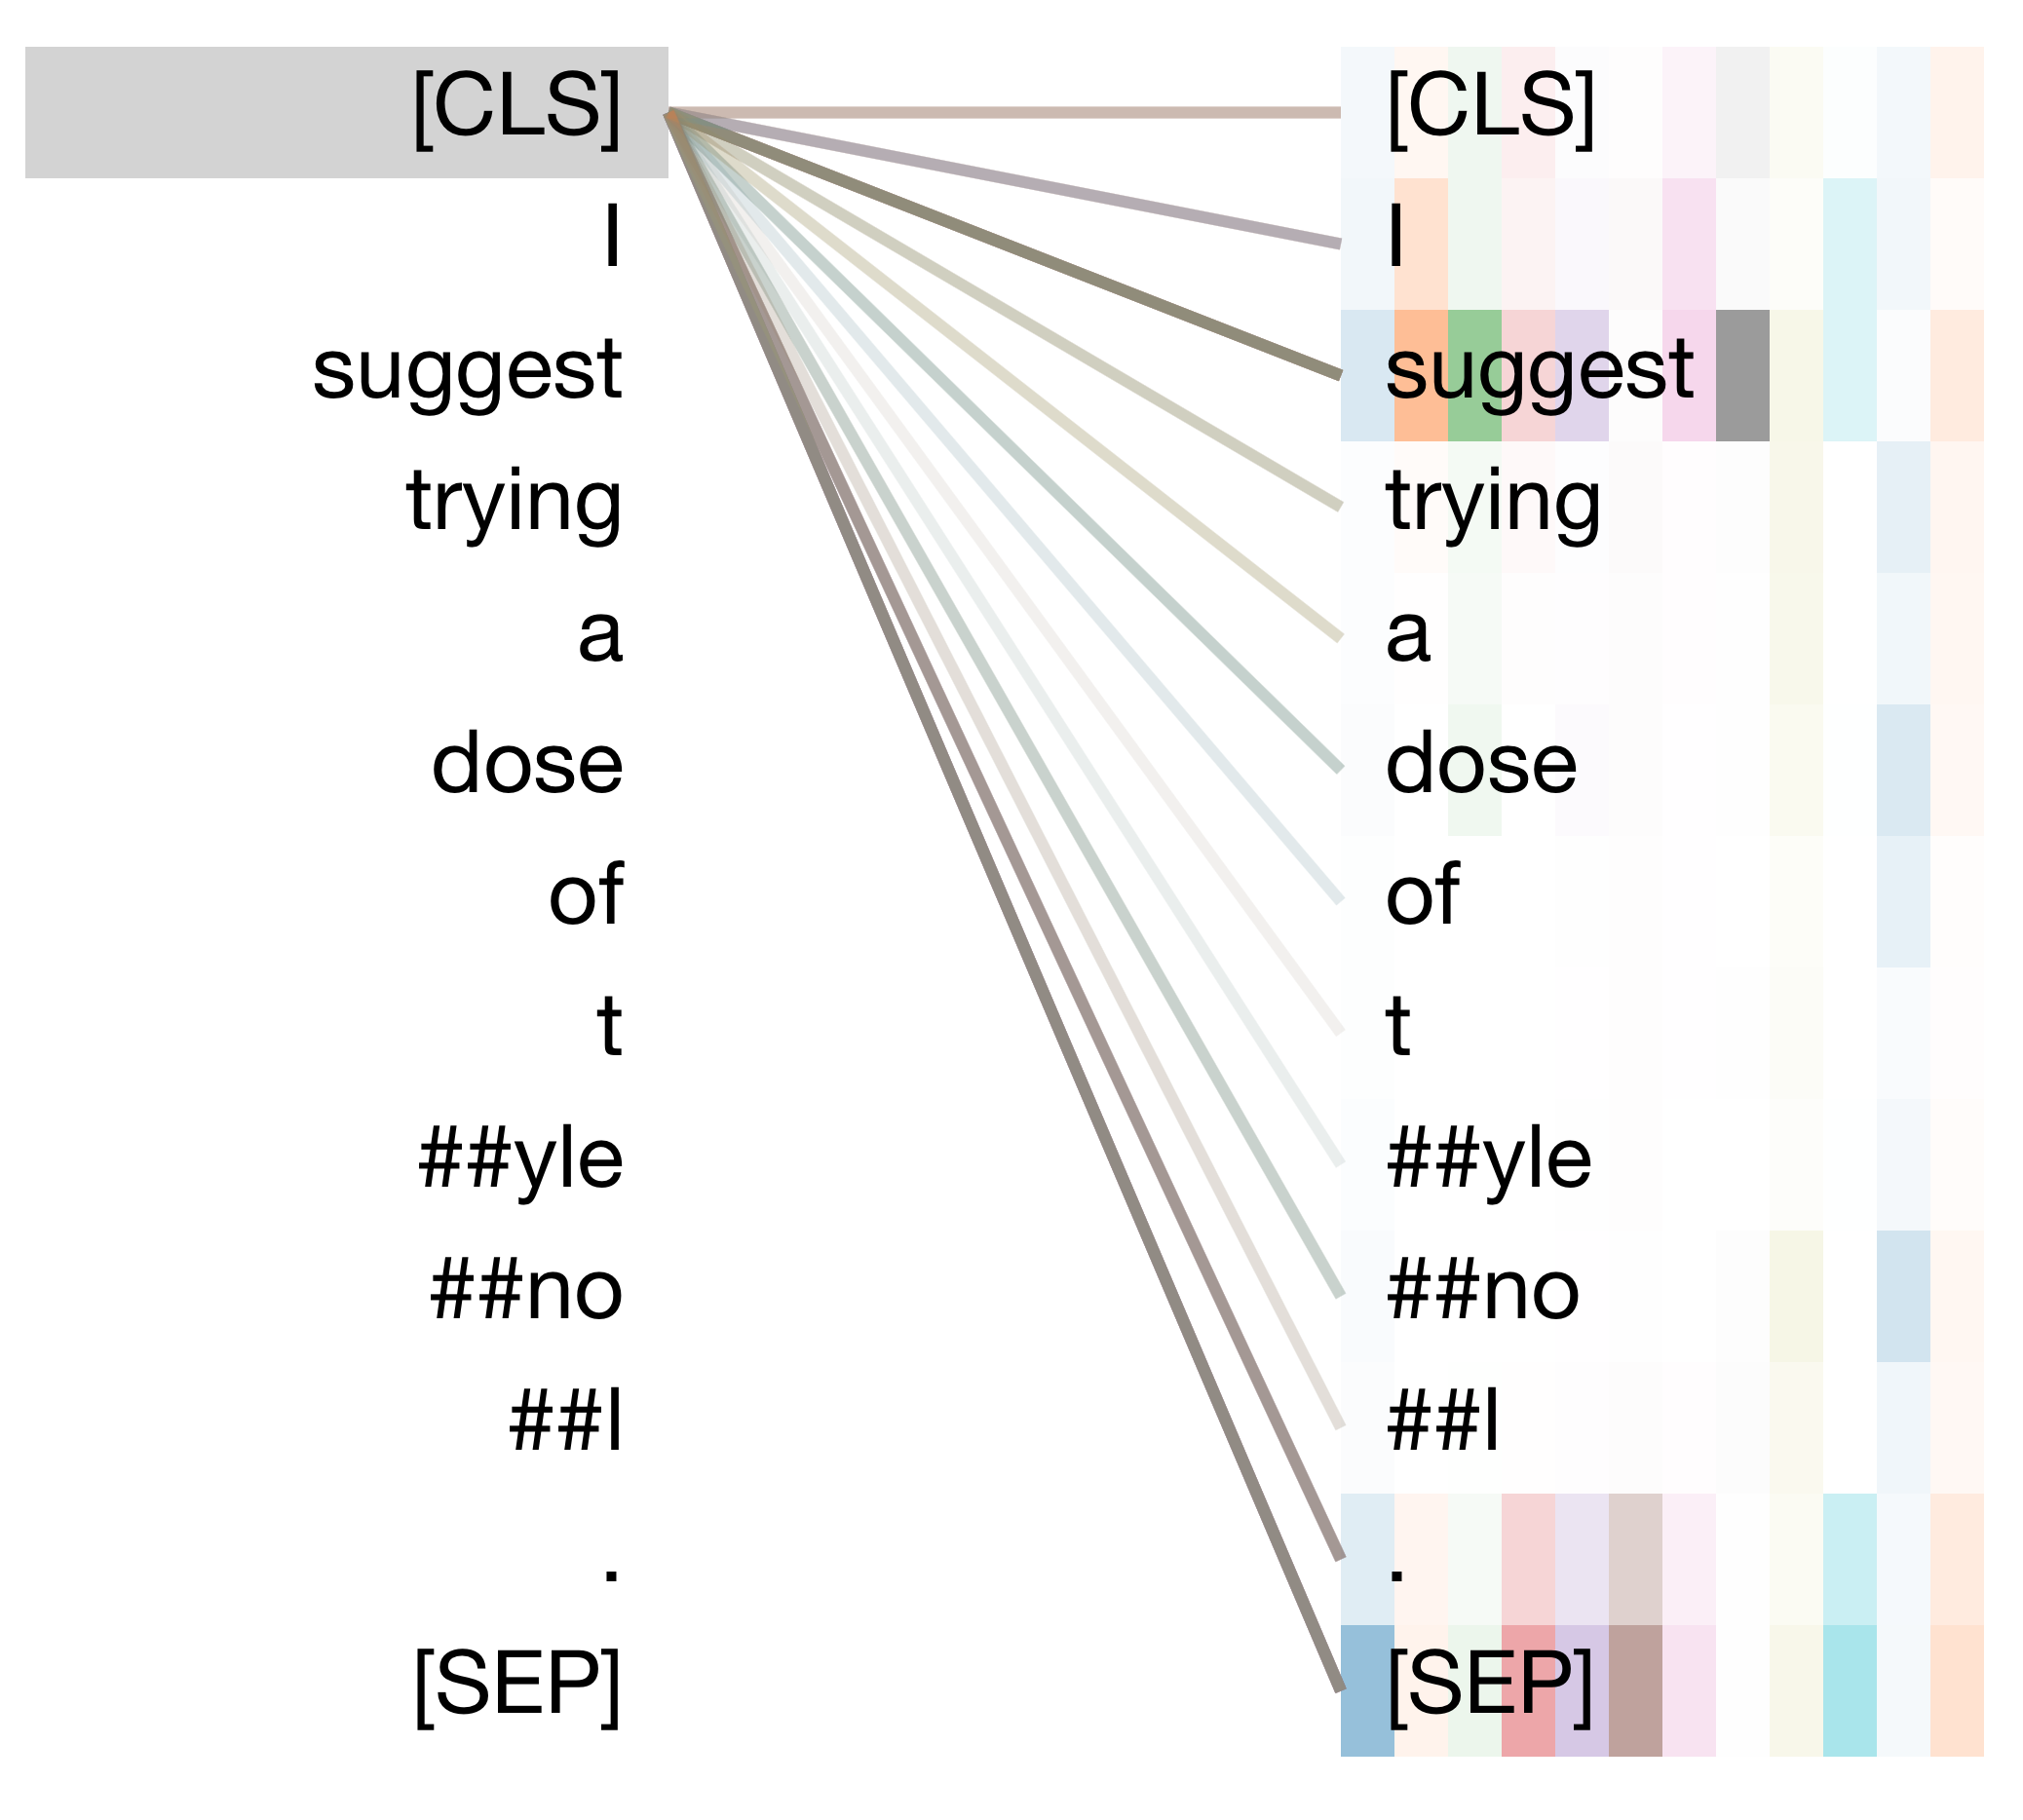 [CLS] [CLS]
I I
suggest suggest
trying trying
a a
dose dose
of of
t t
##yle ##yle
##no ##no
##l ##l
. .
[SEP] [SEP]